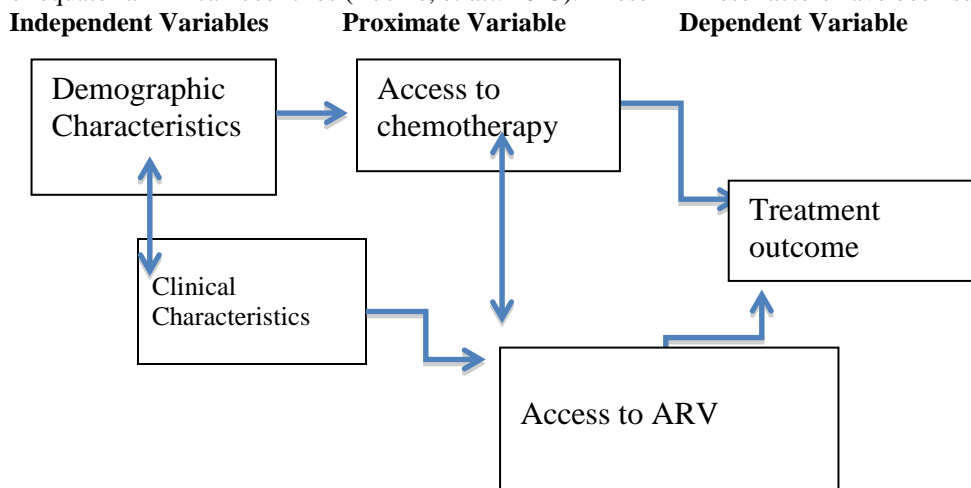 Independent Variables Proximate Variable Dependent Variable
Demographic
Characteristics
Access to
chemotherapy
Treatment
outcome
Clinical
Characteristics
Access to ARV